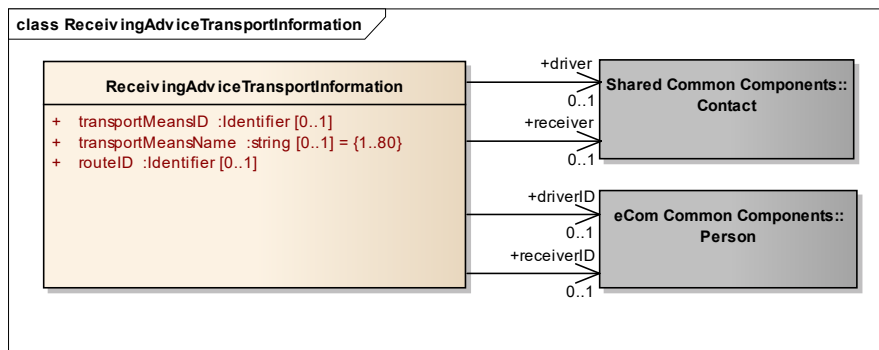 class ReceivingAdviceTransportInformation
ReceivingAdviceTransportInformation
+ transportMeansID :Identifier [0..1]
+ transportMeansName :string [0..1] = {1..80}
+ routeID :Identifier [0..1]
+driver
0..1
+receiver
0..1
Shared Common Components::
Contact
+driverID
0..1
+receiverID
0..1
eCom Common Components::
Person